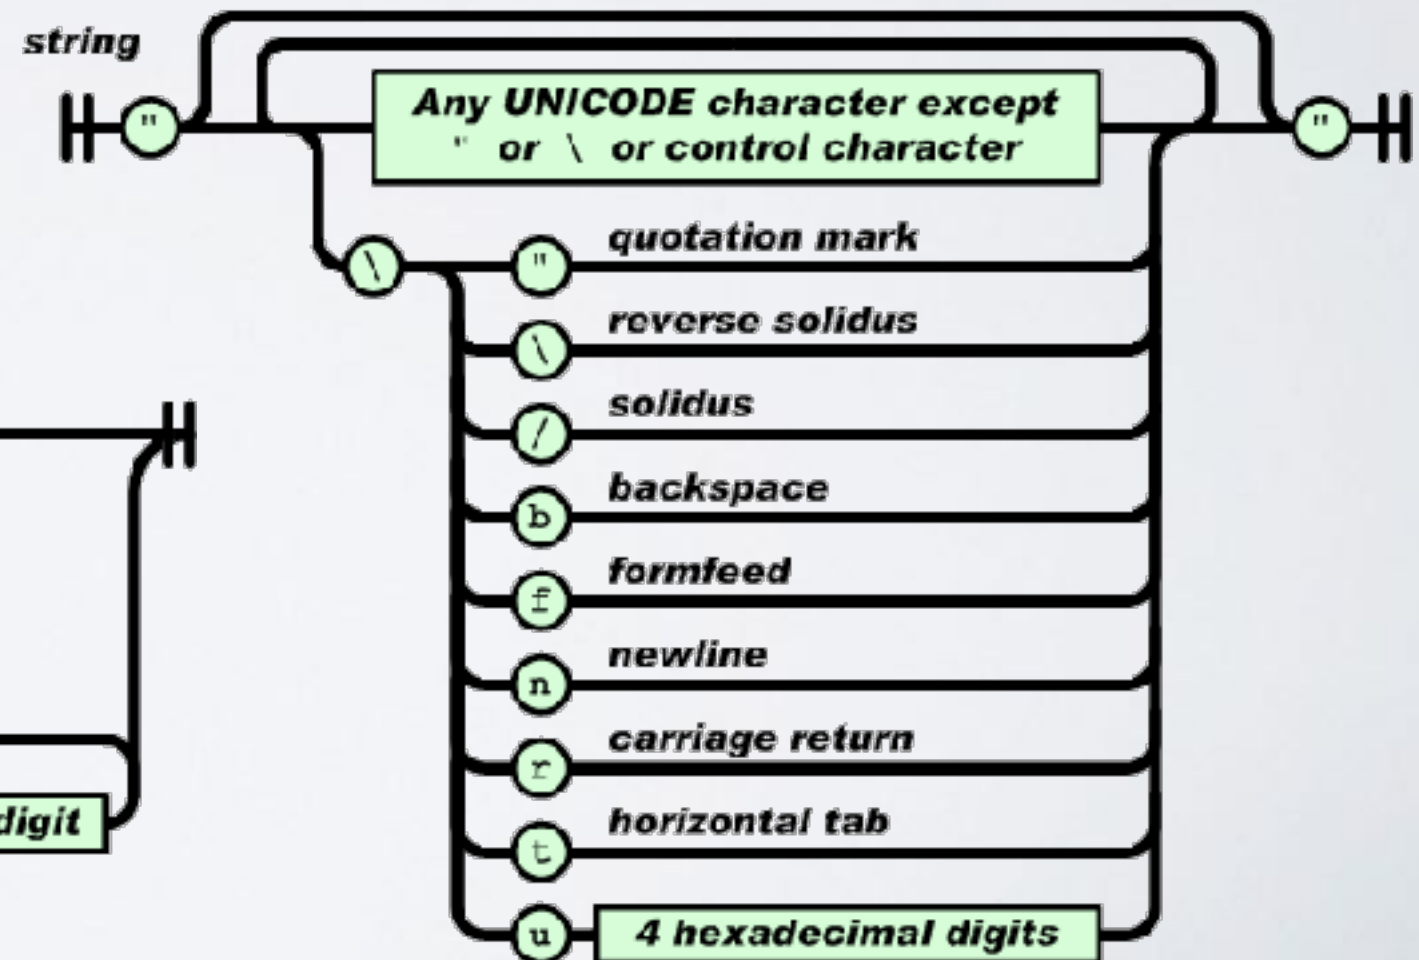 string
"
Any UNICODE character except
" or \ or control character
"
\
" quotation mark
\ reverse solidus
/ solidus
b backspace
f formfeed
n newline
r carriage return
t horizontal tab
digit
u 4 hexadecimal digits